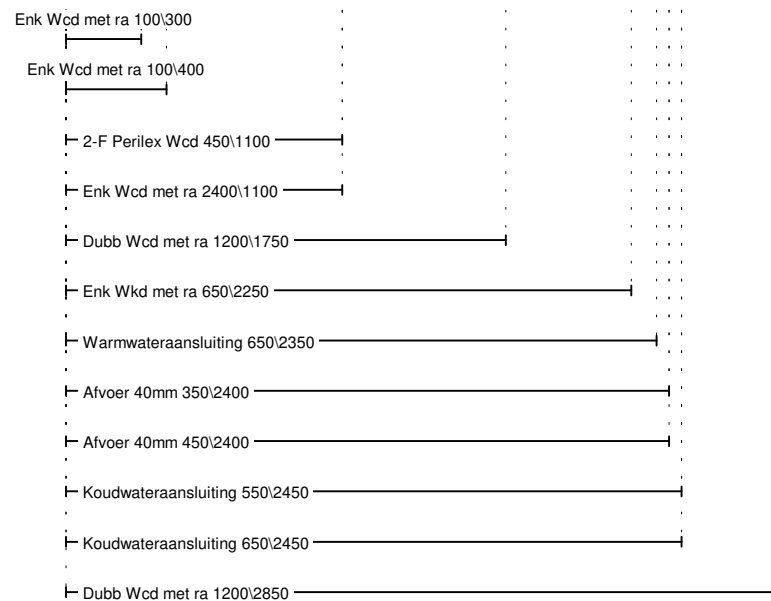 Enk Wcd met ra 100\300
Enk Wcd met ra 100\400
2-F Perilex Wcd 450\1100
Enk Wcd met ra 2400\1100
Dubb Wcd met ra 1200\1750
Enk Wkd met ra 650\2250
Warmwateraansluiting 650\2350
Afvoer 40mm 350\2400
Afvoer 40mm 450\2400
Koudwateraansluiting 550\2450
Koudwateraansluiting 650\2450
Dubb Wcd met ra 1200\2850